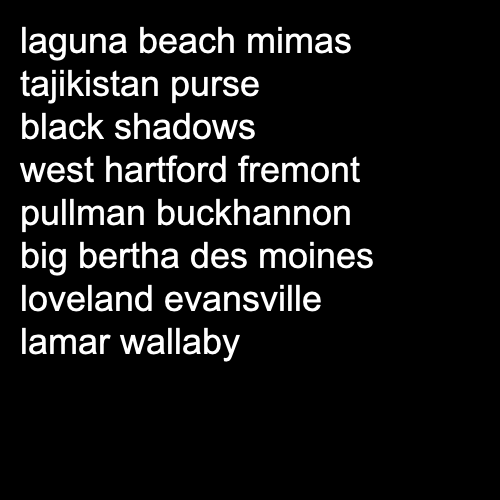 laguna beach mimas
tajikistan purse
black shadows
west hartford fremont
pullman buckhannon
big bertha des moines
loveland evansville
lamar wallaby